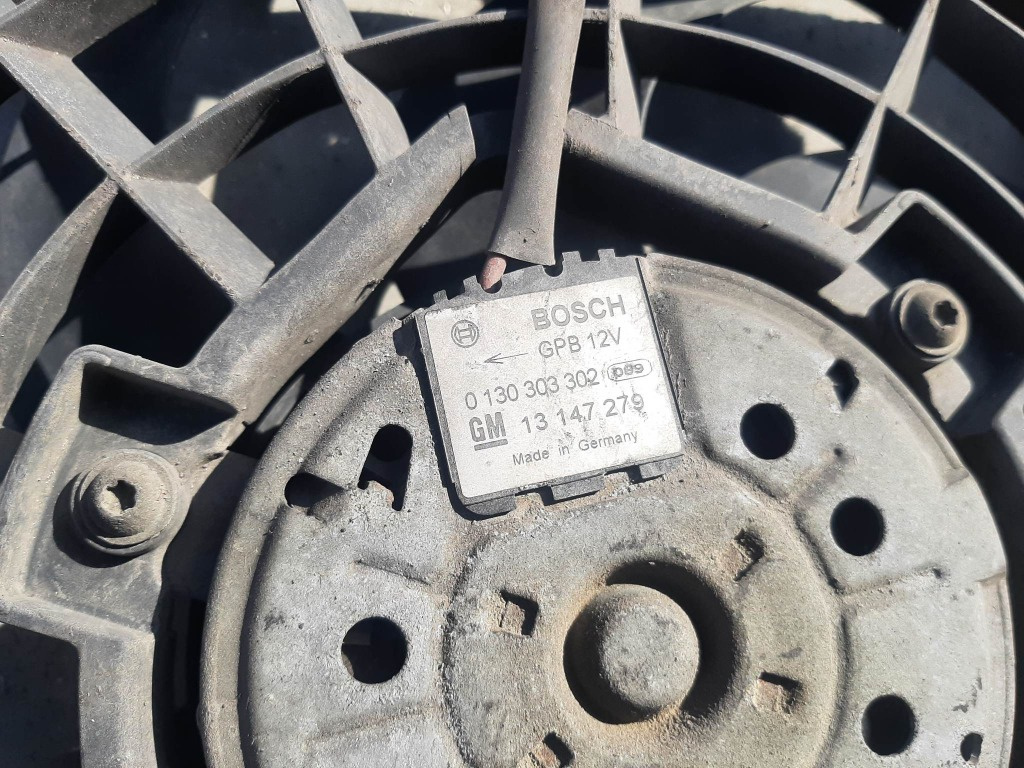 BOSCH
GPB 12V
0 130 303 302
GM 13 147 279
Made in Germany